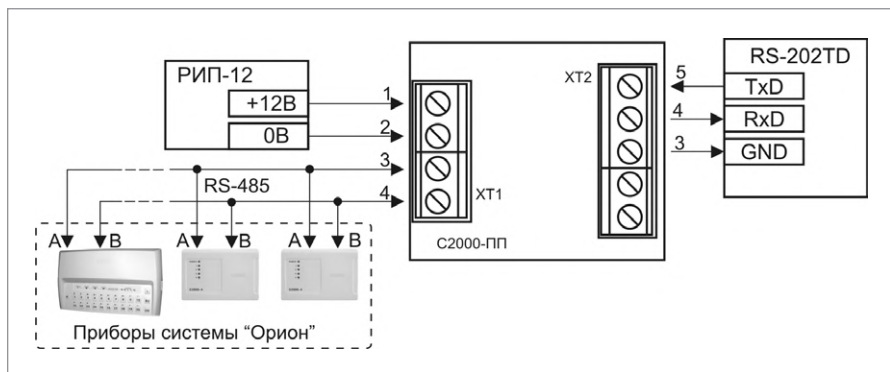 РИП-12
+12В
0В
1
2
3
4
RS-485
A
B
A
B
A
B
Приборы системы “Орион”
XT1
XT2
С2000-ПП
5
4
3
RS-202TD
TxD
RxD
GND